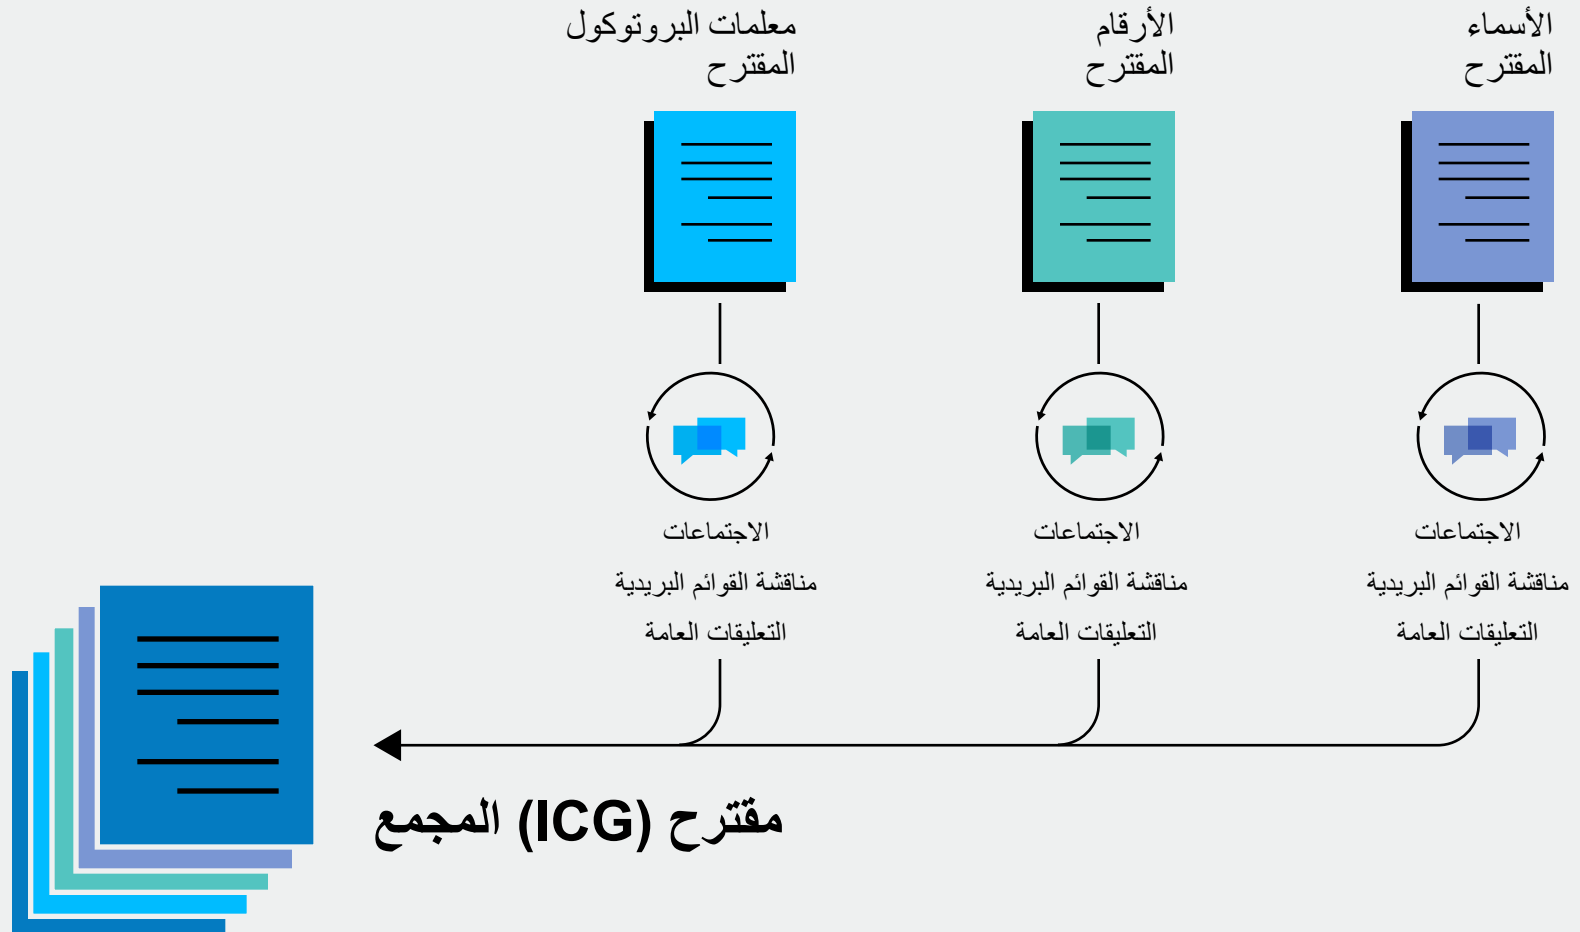 الأسماء
المقترح
الأرقام
المقترح
معلمات البروتوكول
المقترح
الاجتماعات
مناقشة القوائم البريدية
التعليقات العامة
الاجتماعات
مناقشة القوائم البريدية
التعليقات العامة
الاجتماعات
مناقشة القوائم البريدية
التعليقات العامة
مقترح (ICG) المجمع